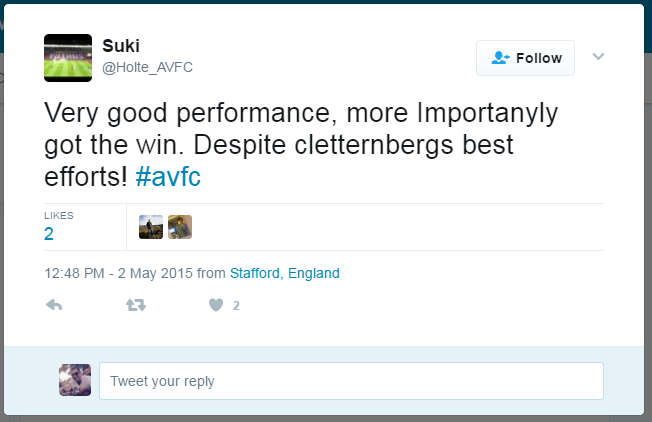 Suki
@Holte_AVFC
Follow
Very good performance, more Importanyly
got the win. Despite cletternbergs best
efforts! #avfc
LIKES
2
12:48 PM - 2 May 2015 from Stafford, England
2
Tweet your reply